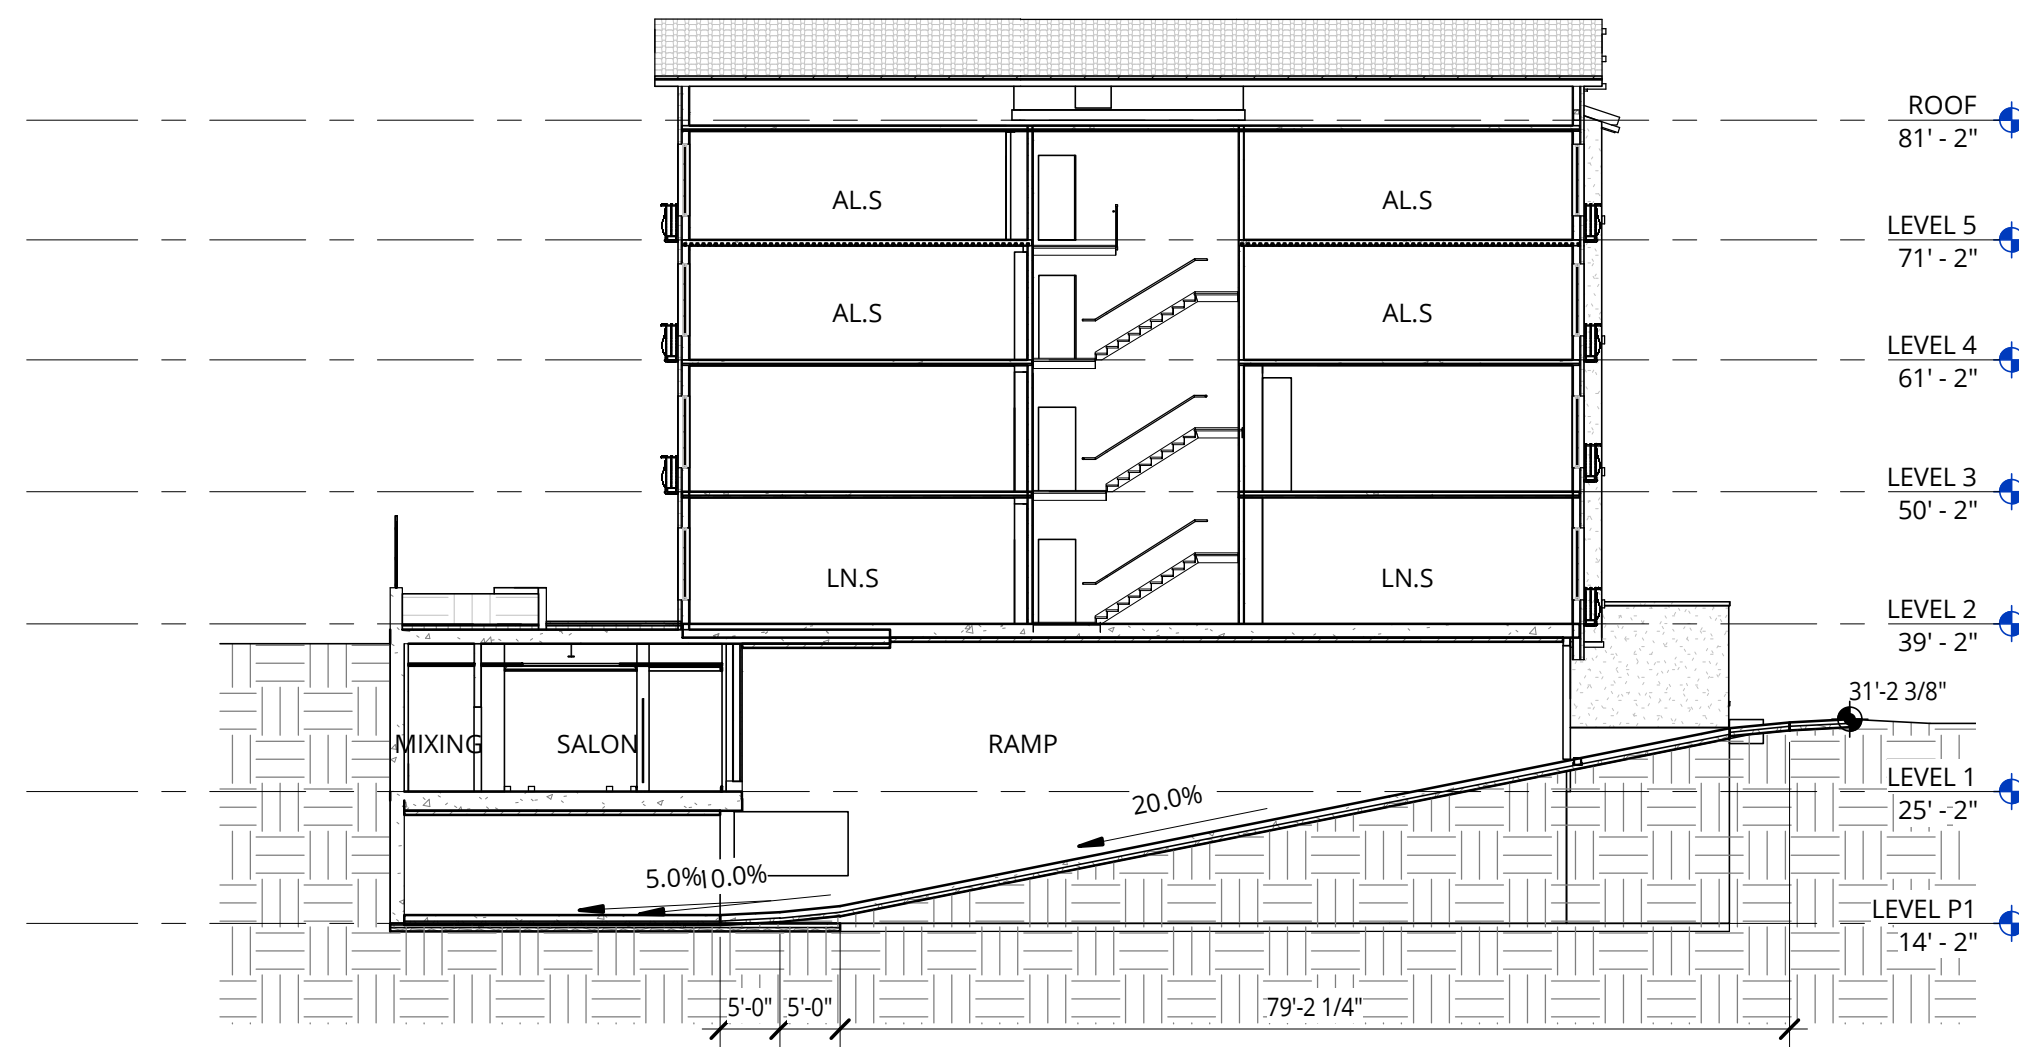 ROOF
81' - 2"
AL.S
AL.S
LEVEL 5
71' - 2"
AL.S
AL.S
LEVEL 4
61' - 2"
LEVEL 3
50' - 2"
LN.S
LN.S
LEVEL 2
39' - 2"
31'-2 3/8"
MIXING
SALON
RAMP
LEVEL 1
25' - 2"
20.0%
5.0%
10.0%
LEVEL P1
14' - 2"
5'-0"
5'-0"
79'-2 1/4"